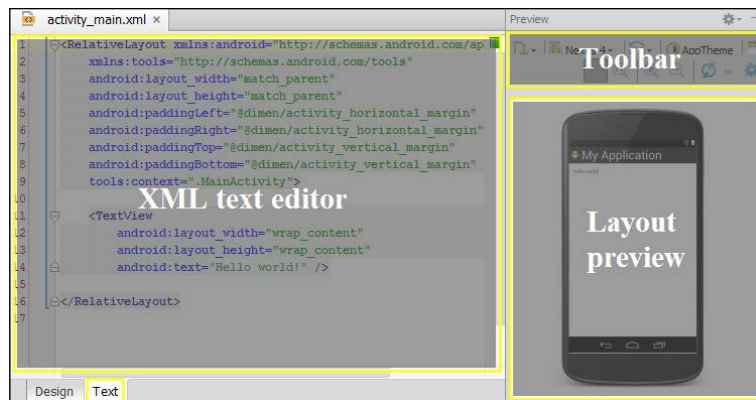 activity_main.xml ×
Preview
1 <RelativeLayout xmlns:android="http://schemas.android.com/ap
2 xmlns:tools="http://schemas.android.com/tools"
3 android:layout_width="match_parent"
4 android:layout_height="match_parent"
5 android:paddingLeft="@dimen/activity_horizontal_margin"
6 android:paddingRight="@dimen/activity_horizontal_margin"
7 android:paddingTop="@dimen/activity_vertical_margin"
8 android:paddingBottom="@dimen/activity_vertical_margin"
9 tools:context=".MainActivity">
10
11 <TextView
12 android:layout_width="wrap_content"
13 android:layout_height="wrap_content"
14 android:text="Hello world!" />
15
16 </RelativeLayout>
17
XML text editor
Nexus 4
AppTheme
Toolbar
My Application
Hello world!
Layout
preview
Design Text